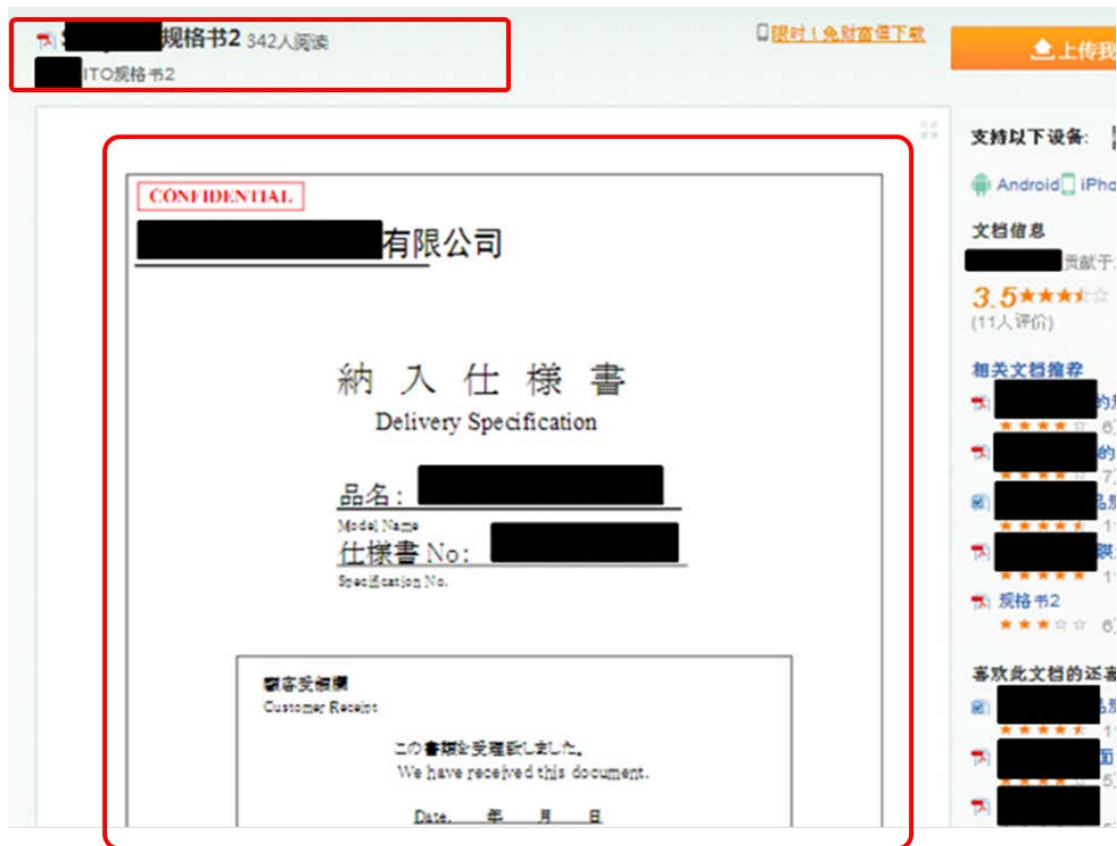 规格书2 342人阅读
ITO规格书2
限时！免财富值下载
上传我
CONFIDENTIAL
有限公司
納入仕様書
Delivery Specification
品名：
Model Name
仕様書 No：
Specification No.
顧客受領欄
Customer Receipt
この書類を受理致しました。
We have received this document.
Date. 年 月 日
支持以下设备:
Android iPho
文档信息
贡献于
3.5
(11人评价)
相关文档推荐
的
规格书2
喜欢此文档的还喜
面